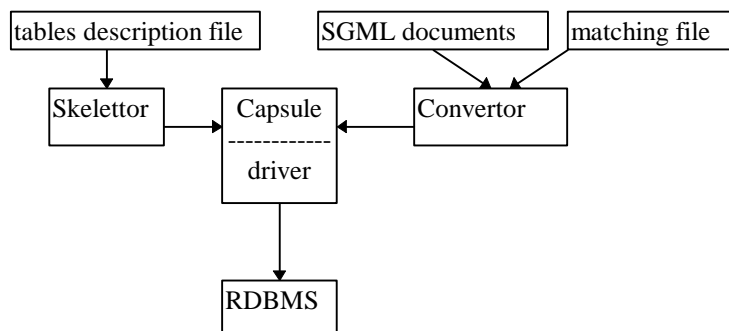 tables description file
SGML documents
matching file
Skelettor
Capsule
Convertor
driver
RDBMS